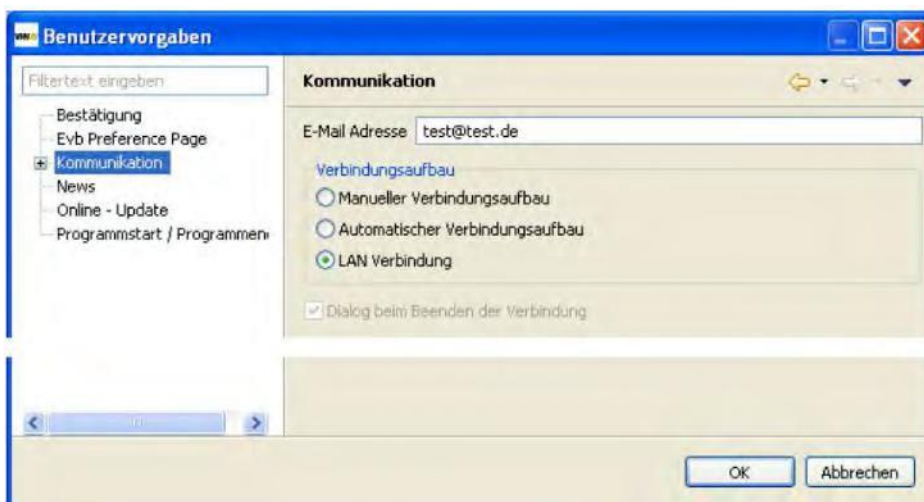 Benutzervorgaben
Filtertext eingeben
Bestätigung
Evb Preference Page
Kommunikation
News
Online - Update
Programmstart / Programmen
Kommunikation
E-Mail Adresse test@test.de
Verbindungsaufbau
Manueller Verbindungsaufbau
Automatischer Verbindungsaufbau
LAN Verbindung
Dialog beim Beenden der Verbindung
OK Abbrechen